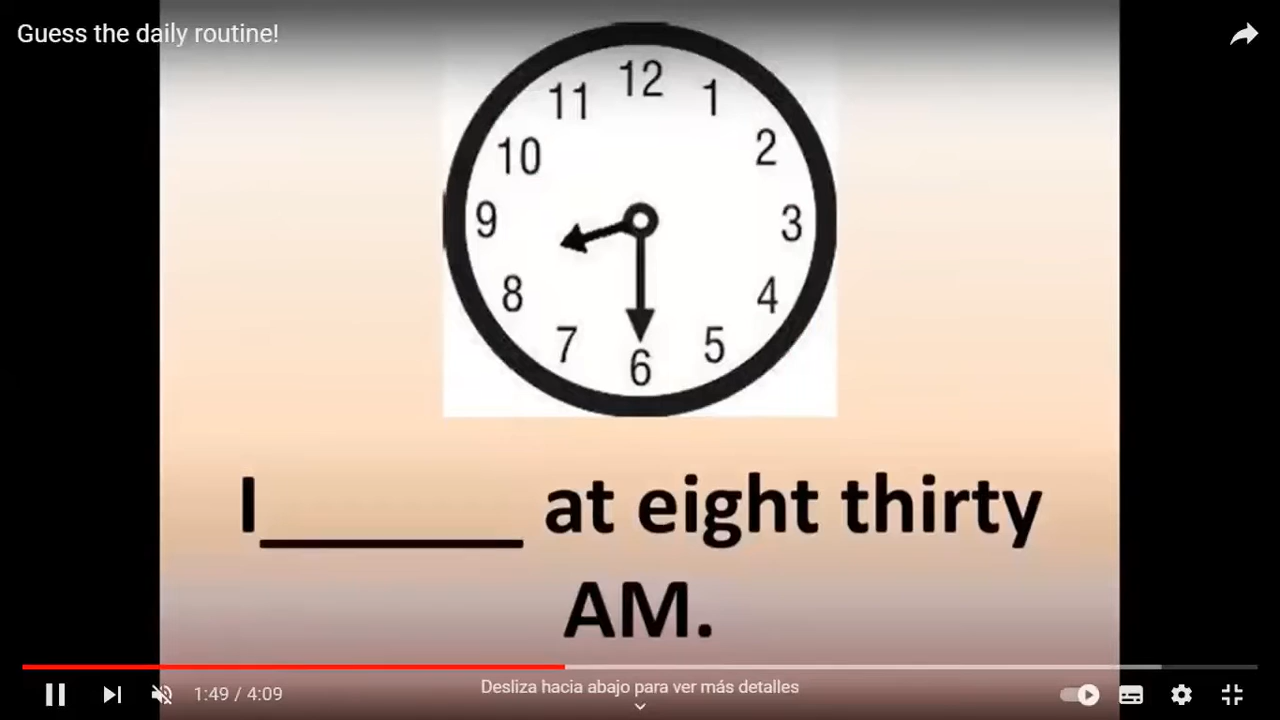 Guess the daily routine!
12
11 1
10 2
9 3
8 4
7 5
6
I______ at eight thirty
AM.
1:49 / 4:09
Desliza hacia abajo para ver más detalles